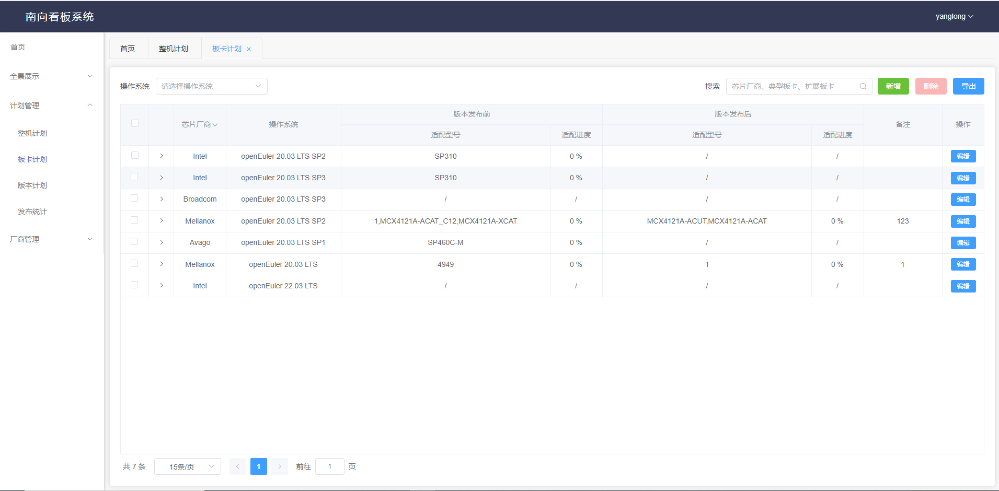 南向看板系统
yanglong
首页
全景展示
计划管理
整机计划
板卡计划
版本计划
发布统计
厂商管理
首页 整机计划 板卡计划
操作系统 请选择操作系统 搜索 芯片厂商、典型板卡、扩展板卡 新增 删除 导出
芯片厂商 操作系统 版本发布前 版本发布后 备注 操作
适配型号 适配进度 适配型号 适配进度
Intel openEuler 20.03 LTS SP2 SP310 0 % / / 编辑
Intel openEuler 20.03 LTS SP3 SP310 0 % / / 编辑
Broadcom openEuler 20.03 LTS SP3 / / / / 编辑
Mellanox openEuler 20.03 LTS SP2 1,MCX4121A-ACAT_C12,MCX4121A-XCAT 0 % MCX4121A-ACUT,MCX4121A-ACAT 0 % 123 编辑
Avago openEuler 20.03 LTS SP1 SP460C-M 0 % / / 编辑
Mellanox openEuler 20.03 LTS 4949 0 % 1 0 % 1 编辑
Intel openEuler 22.03 LTS / / / / 编辑
共 7 条 15条/页 1 前往 1 页